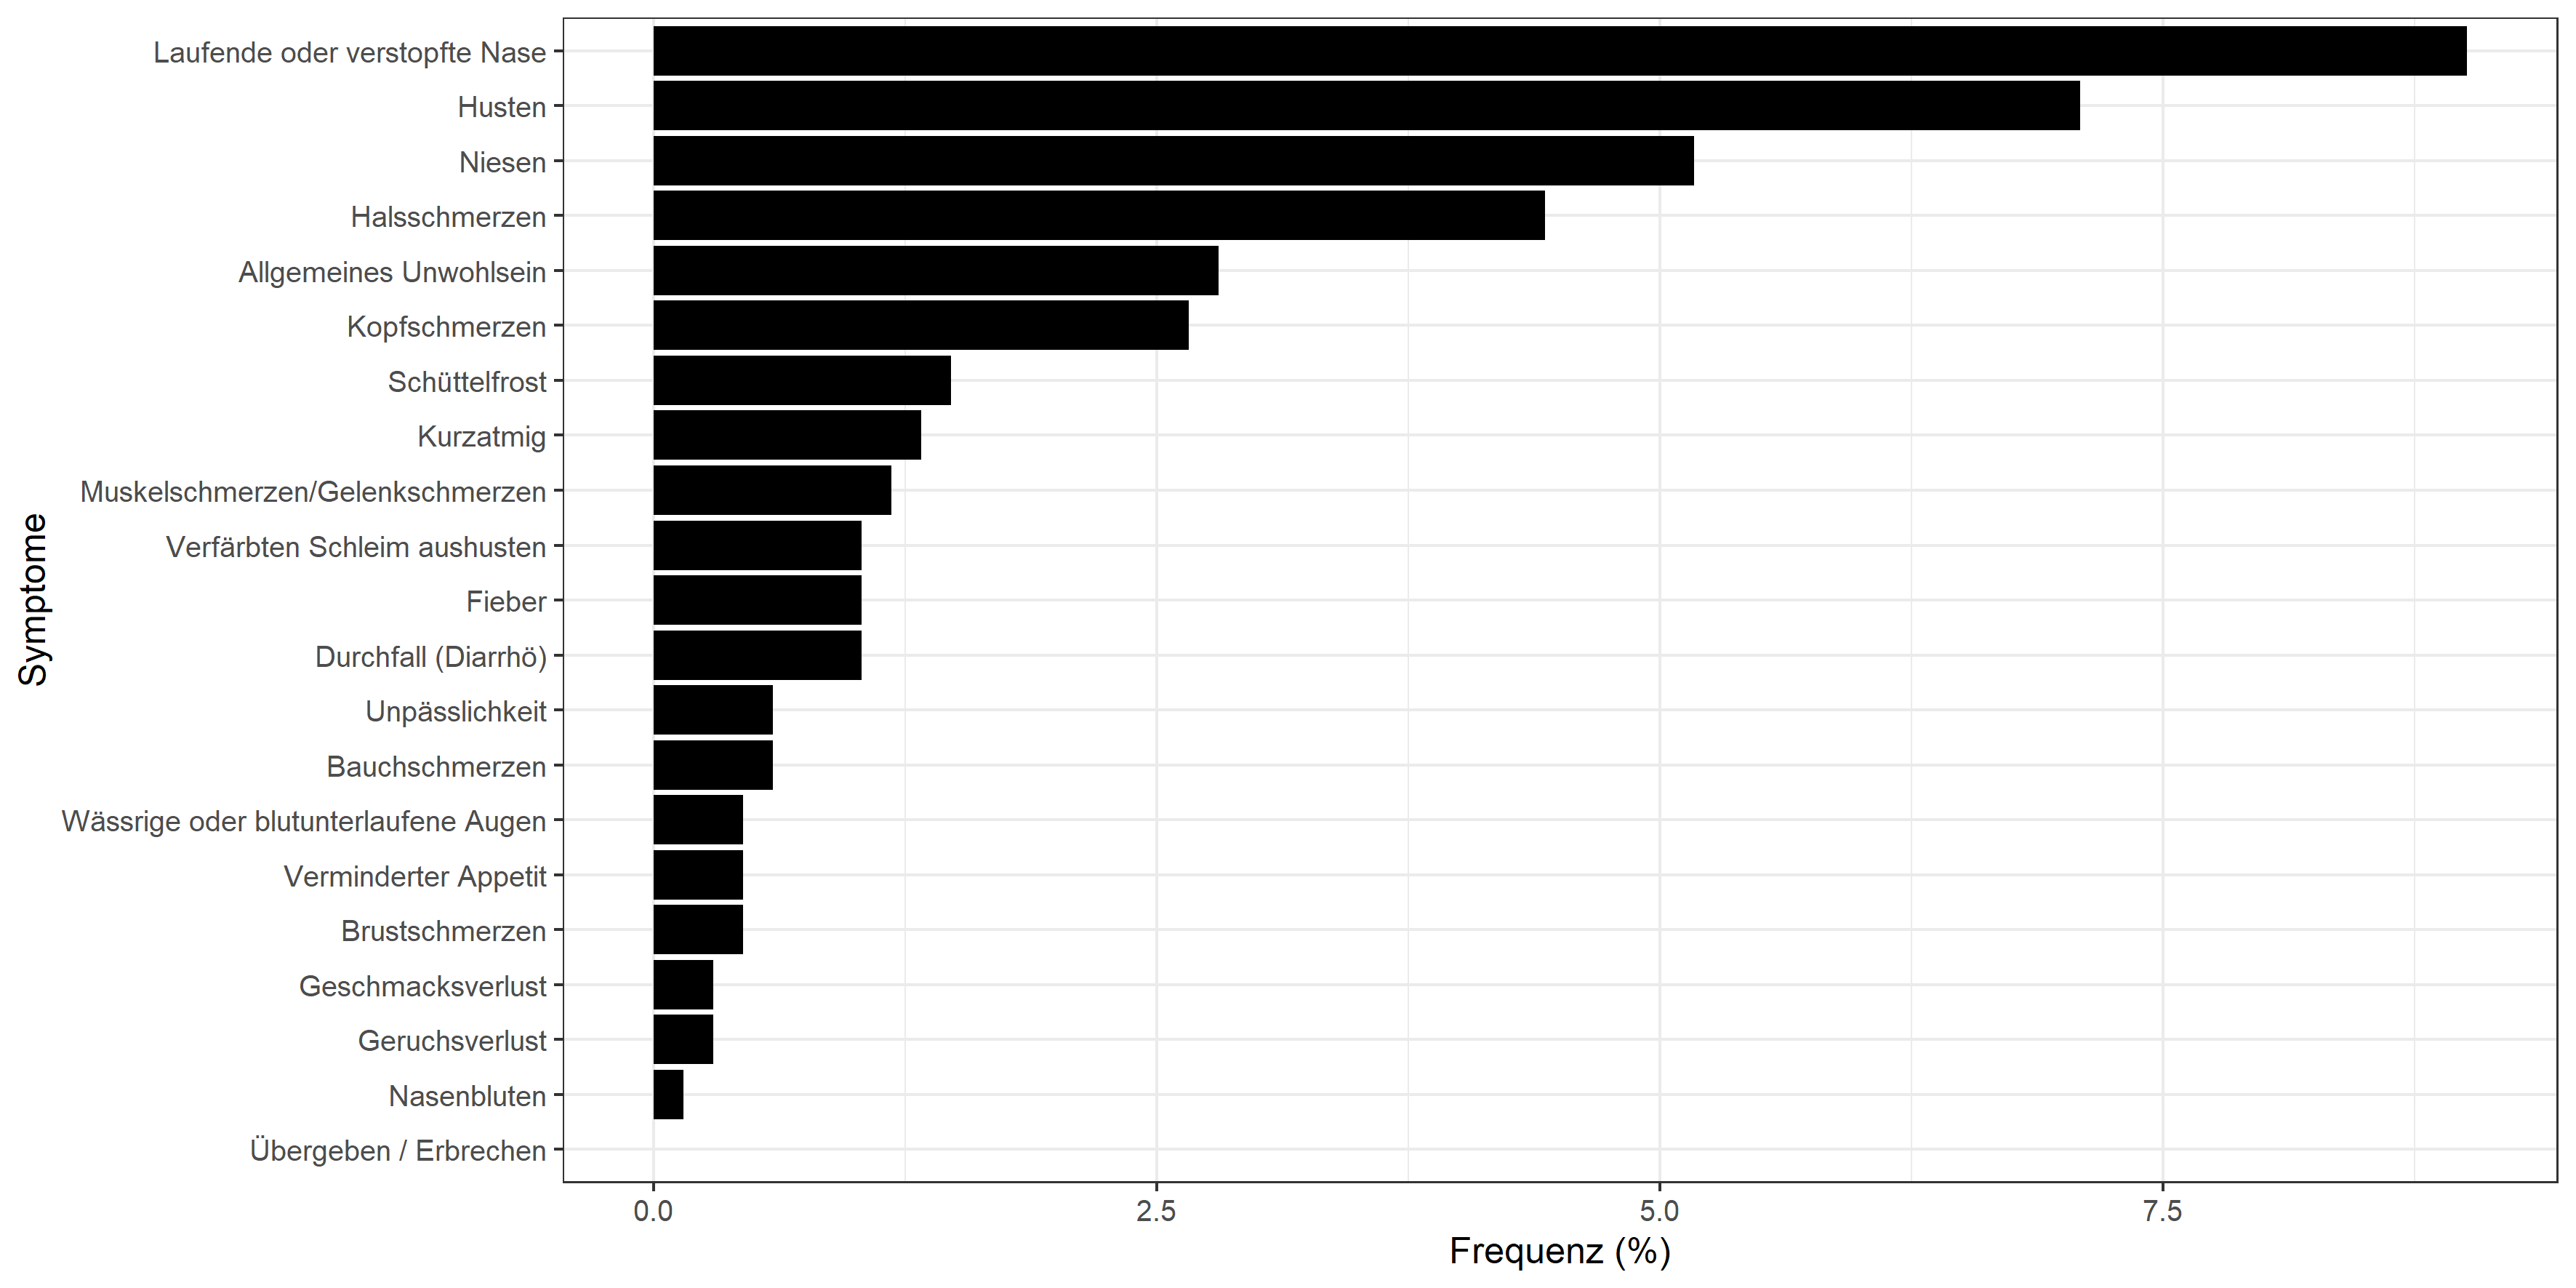 Laufende oder verstopfte Nase
Husten
Niesen
Halsschmerzen
Allgemeines Unwohlsein
Kopfschmerzen
Schüttelfrost
Kurzatmig
Muskelschmerzen/Gelenkschmerzen
Verfärbten Schleim aushusten
Fieber
Durchfall (Diarrhö)
Unpässlichkeit
Bauchschmerzen
Wässrige oder blutunterlaufene Augen
Verminderter Appetit
Brustschmerzen
Geschmacksverlust
Geruchsverlust
Nasenbluten
Übergeben / Erbrechen
Symptome
0.0 2.5 5.0 7.5
Frequenz (%)